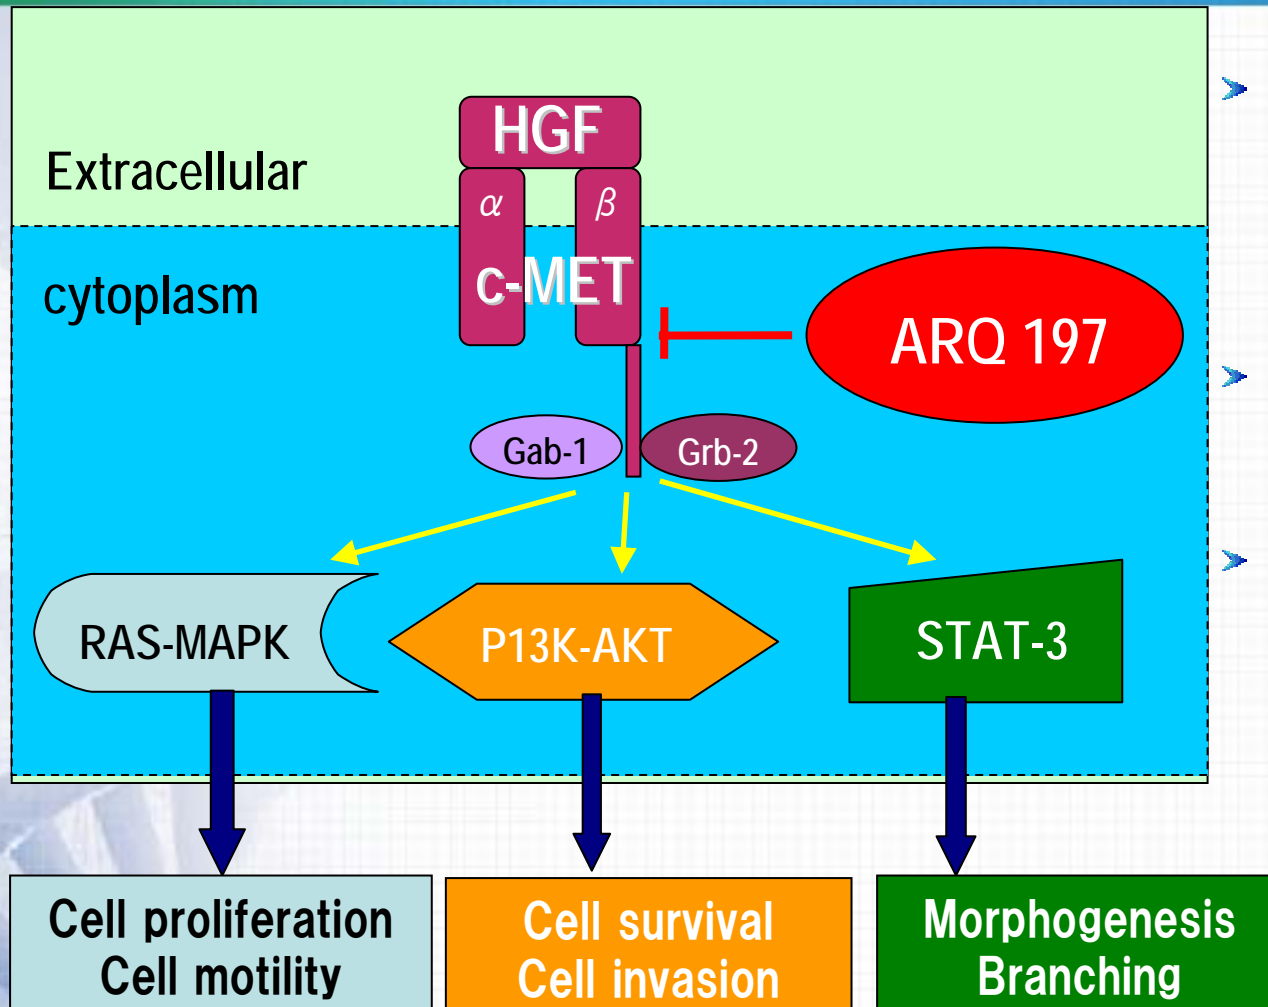 HGF
Extracellular
α
β
cytoplasm
c-MET
ARQ 197
Gab-1
Grb-2
RAS-MAPK
P13K-AKT
STAT-3
Cell proliferation
Cell motility
Cell survival
Cell invasion
Morphogenesis
Branching